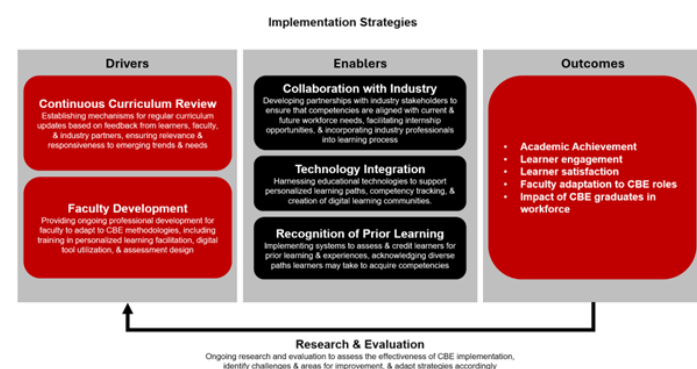 Implementation Strategies
Drivers
Continuous Curriculum Review
Establishing mechanisms for regular curriculum
updates based on feedback from learners, faculty,
& industry partners, ensuring relevance &
responsiveness to emerging trends & needs
Faculty Development
Providing ongoing professional development for
faculty to adapt to CBE methodologies, including
training in personalized learning facilitation, digital
tool utilization, & assessment design
Enablers
Collaboration with Industry
Developing partnerships with industry stakeholders to
ensure that competencies are aligned with current &
future workforce needs, facilitating internship
opportunities, & incorporating industry professionals
into learning process
Technology Integration
Harnessing educational technologies to support
personalized learning paths, competency tracking, &
creation of digital learning communities.
Recognition of Prior Learning
Implementing systems to assess & credit learners for
prior learning & experiences, acknowledging diverse
paths learners may take to acquire competencies
Outcomes
• Academic Achievement
• Learner engagement
• Learner satisfaction
• Faculty adaptation to CBE roles
• Impact of CBE graduates in
workforce
Research & Evaluation
Ongoing research and evaluation to assess the effectiveness of CBE implementation,
identify challenges & areas for improvement, & adapt strategies accordingly